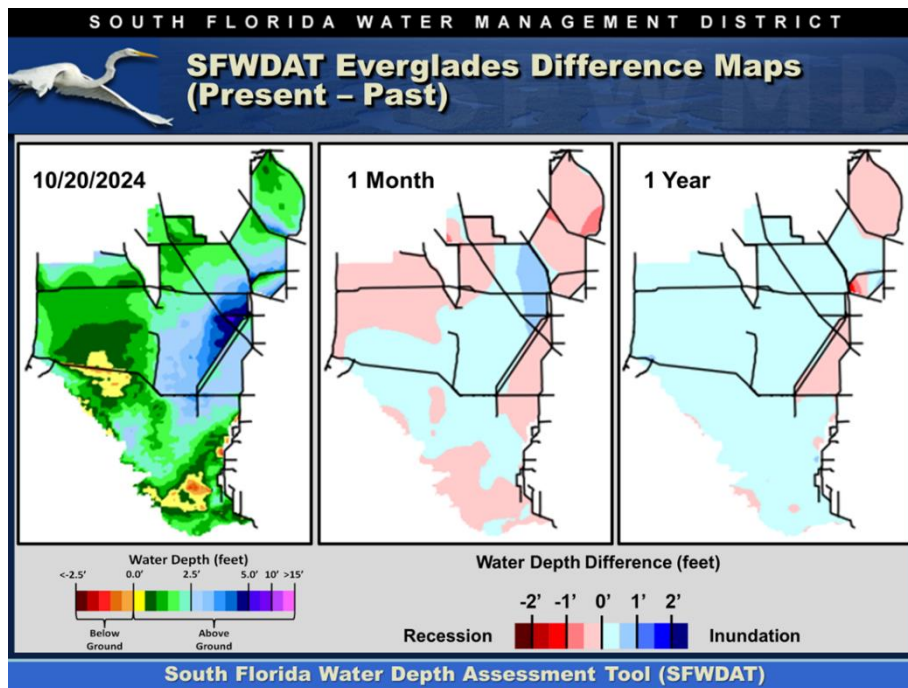 SOUTH FLORIDA WATER MANAGEMENT DISTRICT
SFWDAT Everglades Difference Maps
(Present – Past)
10/20/2024
1 Month
1 Year
Water Depth (feet)
<-2.5' 0.0' 2.5' 5.0' 10' >15'
Below
Ground
Above
Ground
Water Depth Difference (feet)
-2' -1' 0' 1' 2'
Recession
Inundation
South Florida Water Depth Assessment Tool (SFWDAT)